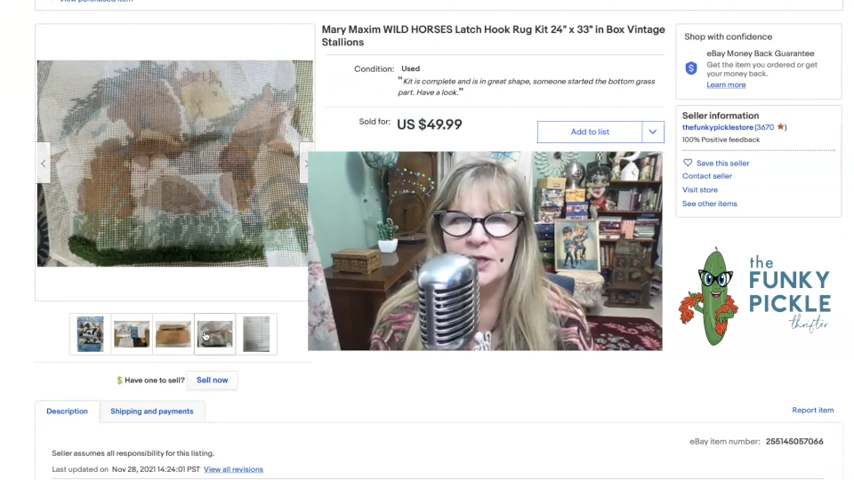 View purchased item
Mary Maxim WILD HORSES Latch Hook Rug Kit 24" x 33" in Box Vintage
Stallions
Condition: Used
"Kit is complete and is in great shape, someone started the bottom grass
part. Have a look."
Sold for: US $49.99
Add to list
Shop with confidence
eBay Money Back Guarantee
Get the item you ordered or get
your money back.
Learn more
Seller information
thefunkypicklestore (3670 )
100% Positive feedback
Save this seller
Contact seller
Visit store
See other items
the
FUNKY
PICKLE
thrifter
$ Have one to sell? Sell now
Description
Shipping and payments
Report item
eBay item number: 255145057066
Seller assumes all responsibility for this listing.
Last updated on Nov 28, 2021 14:24:01 PST View all revisions